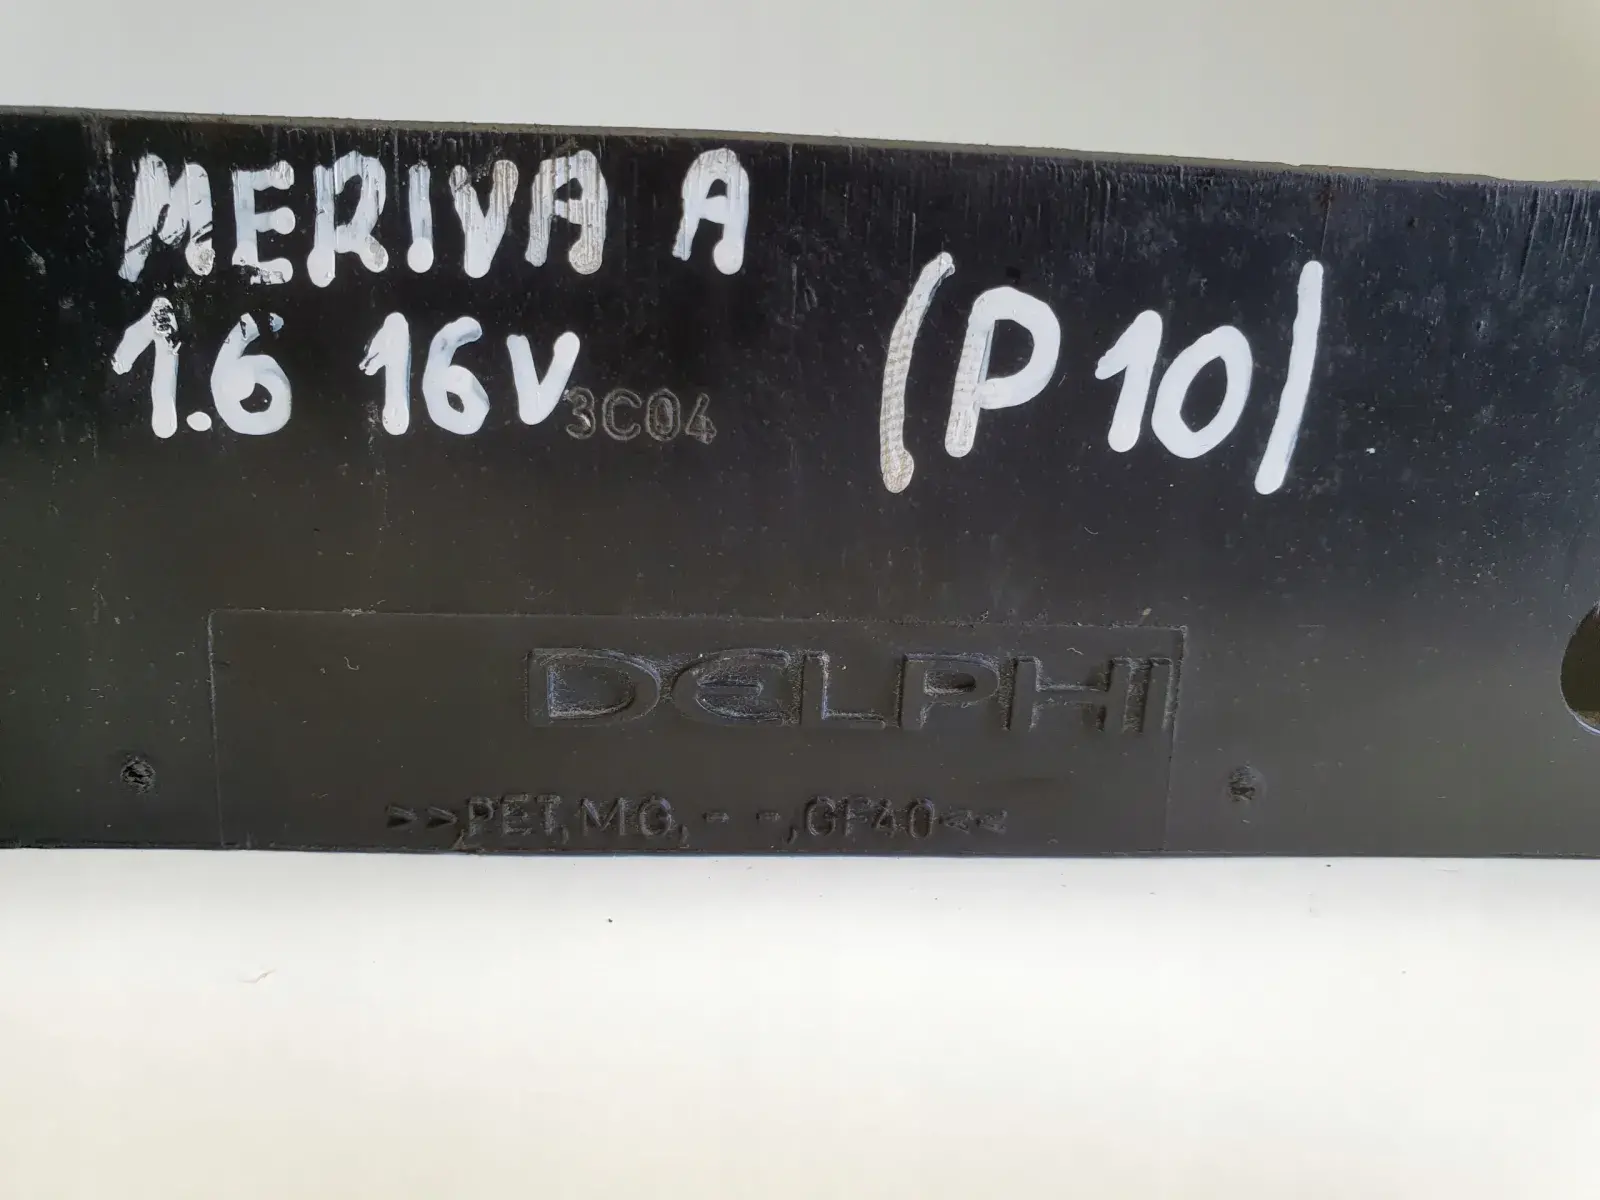 MERIVA A
1.6 16V (P10)
3C04
DELPHI
>>PET,MG,--,GF40<<